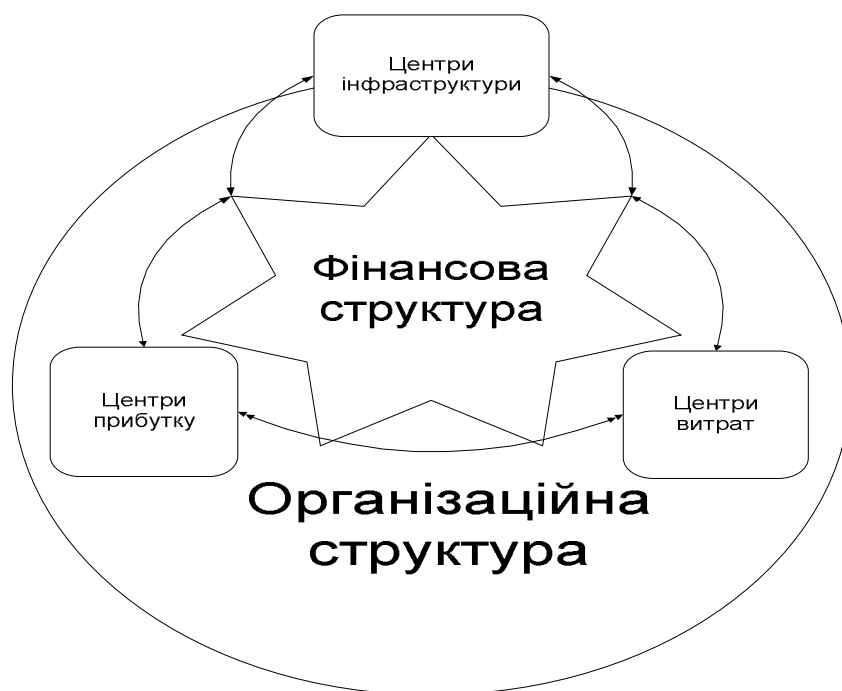 Центри
інфраструктури
Фінансова
структура
Центри
прибутку
Центри
витрат
Організаційна
структура